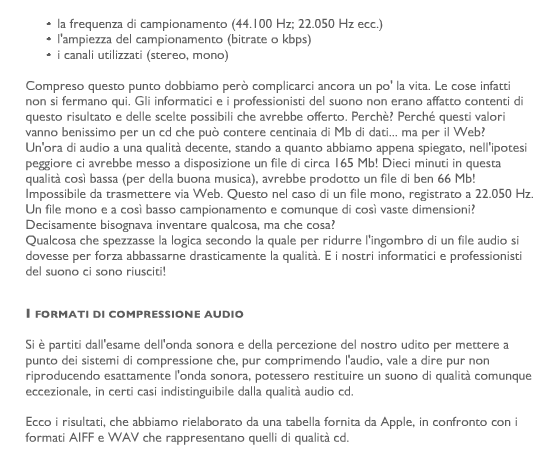 • la frequenza di campionamento (44.100 Hz; 22.050 Hz ecc.)
• l'ampiezza del campionamento (bitrate o kbps)
• i canali utilizzati (stereo, mono)
Compreso questo punto dobbiamo però complicarci ancora un po' la vita. Le cose infatti
non si fermano qui. Gli informatici e i professionisti del suono non erano affatto contenti di
questo risultato e delle scelte possibili che avrebbe offerto. Perchè? Perché questi valori
vanno benissimo per un cd che può contere centinaia di Mb di dati... ma per il Web?
Un'ora di audio a una qualità decente, stando a quanto abbiamo appena spiegato, nell'ipotesi
peggiore ci avrebbe messo a disposizione un file di circa 165 Mb! Dieci minuti in questa
qualità così bassa (per della buona musica), avrebbe prodotto un file di ben 66 Mb!
Impossibile da trasmettere via Web. Questo nel caso di un file mono, registrato a 22.050 Hz.
Un file mono e a così basso campionamento e comunque di così vaste dimensioni?
Decisamente bisognava inventare qualcosa, ma che cosa?
Qualcosa che spezzasse la logica secondo la quale per ridurre l'ingombro di un file audio si
dovesse per forza abbassarne drasticamente la qualità. E i nostri informatici e professionisti
del suono ci sono riusciti!
I FORMATI DI COMPRESSIONE AUDIO
Si è partiti dall'esame dell'onda sonora e della percezione del nostro udito per mettere a
punto dei sistemi di compressione che, pur comprimendo l'audio, vale a dire pur non
riproducendo esattamente l'onda sonora, potessero restituire un suono di qualità comunque
eccezionale, in certi casi indistinguibile dalla qualità audio cd.
Ecco i risultati, che abbiamo rielaborato da una tabella fornita da Apple, in confronto con i
formati AIFF e WAV che rappresentano quelli di qualità cd.